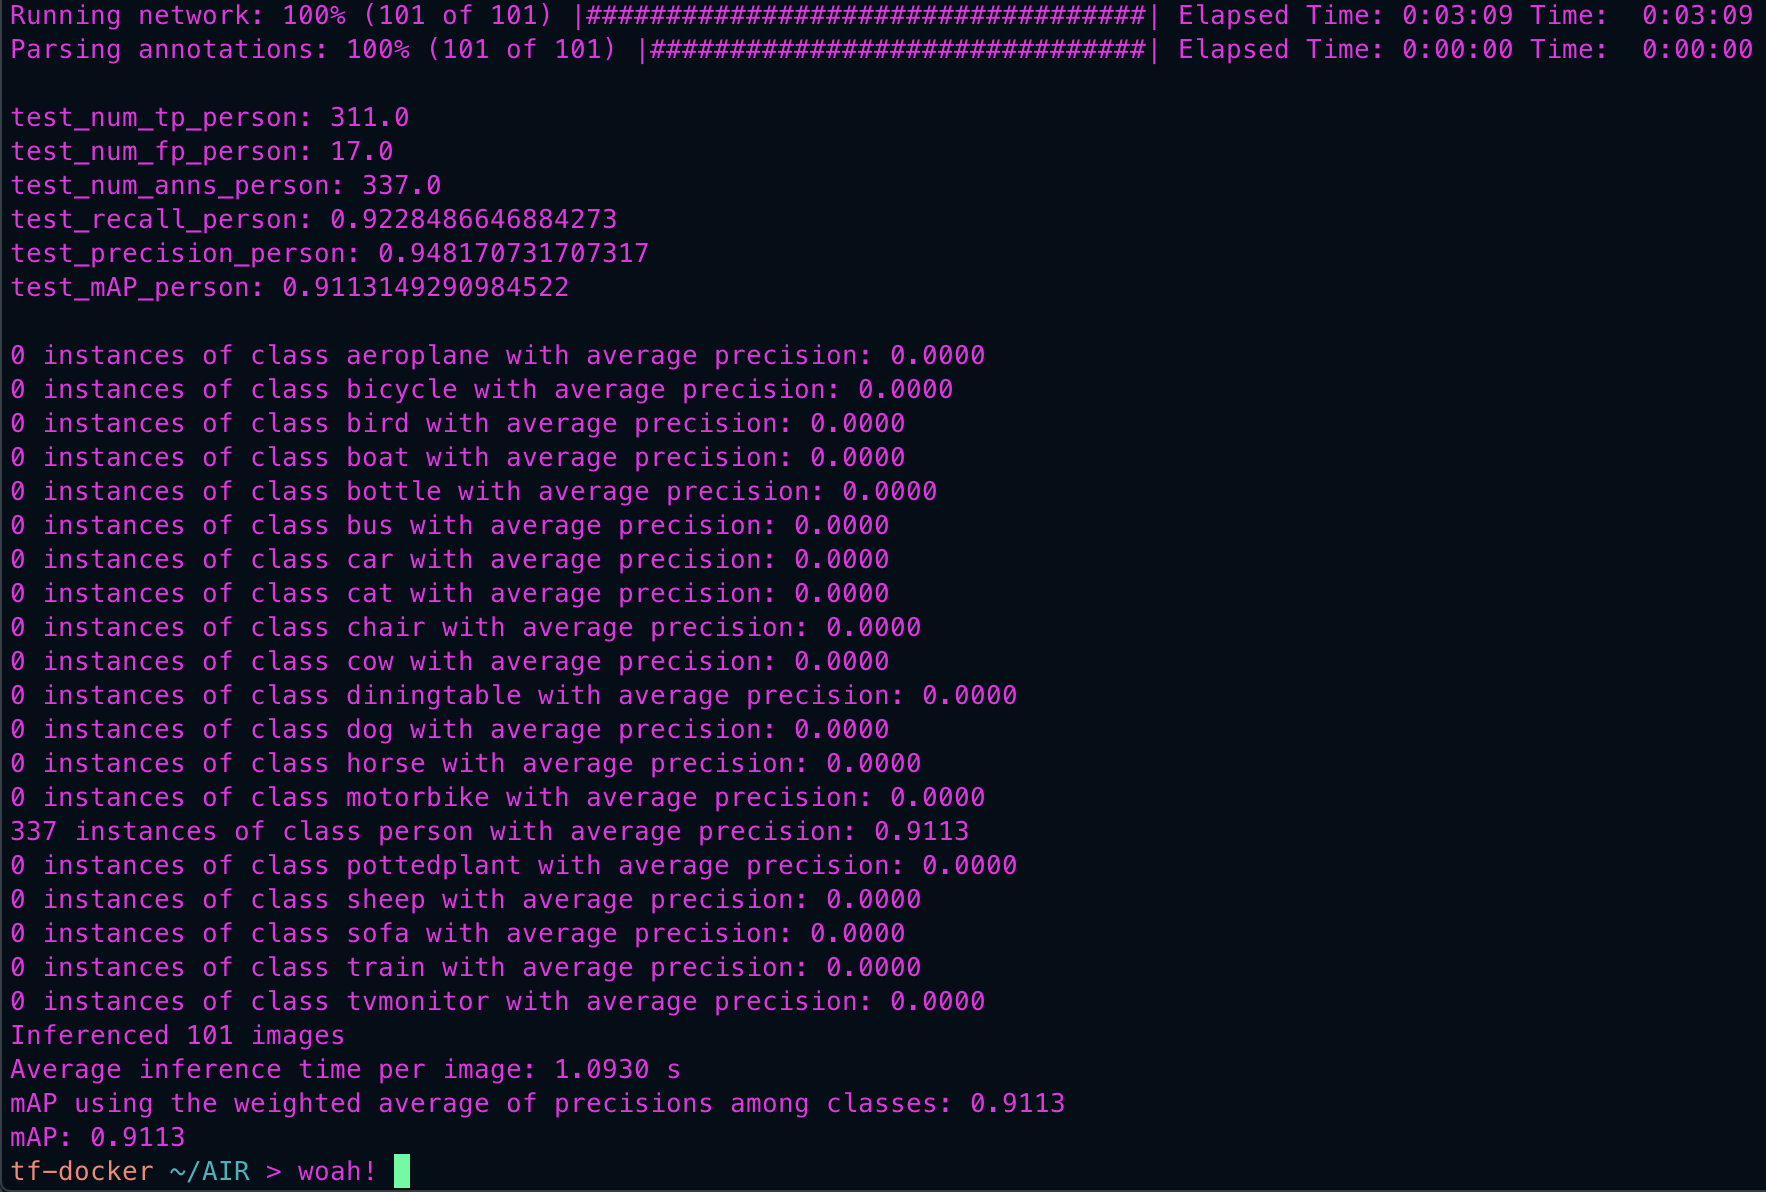 Running network: 100% (101 of 101) |###################################| Elapsed Time: 0:03:09 Time:  0:03:09
Parsing annotations: 100% (101 of 101) |###############################| Elapsed Time: 0:00:00 Time:  0:00:00
test_num_tp_person: 311.0
test_num_fp_person: 17.0
test_num_anns_person: 337.0
test_recall_person: 0.9228486646884273
test_precision_person: 0.948170731707317
test_mAP_person: 0.9113149290984522
0 instances of class aeroplane with average precision: 0.0000
0 instances of class bicycle with average precision: 0.0000
0 instances of class bird with average precision: 0.0000
0 instances of class boat with average precision: 0.0000
0 instances of class bottle with average precision: 0.0000
0 instances of class bus with average precision: 0.0000
0 instances of class car with average precision: 0.0000
0 instances of class cat with average precision: 0.0000
0 instances of class chair with average precision: 0.0000
0 instances of class cow with average precision: 0.0000
0 instances of class diningtable with average precision: 0.0000
0 instances of class dog with average precision: 0.0000
0 instances of class horse with average precision: 0.0000
0 instances of class motorbike with average precision: 0.0000
337 instances of class person with average precision: 0.9113
0 instances of class pottedplant with average precision: 0.0000
0 instances of class sheep with average precision: 0.0000
0 instances of class sofa with average precision: 0.0000
0 instances of class train with average precision: 0.0000
0 instances of class tvmonitor with average precision: 0.0000
Inferenced 101 images
Average inference time per image: 1.0930 s
mAP using the weighted average of precisions among classes: 0.9113
mAP: 0.9113
tf-docker ~/AIR > woah!